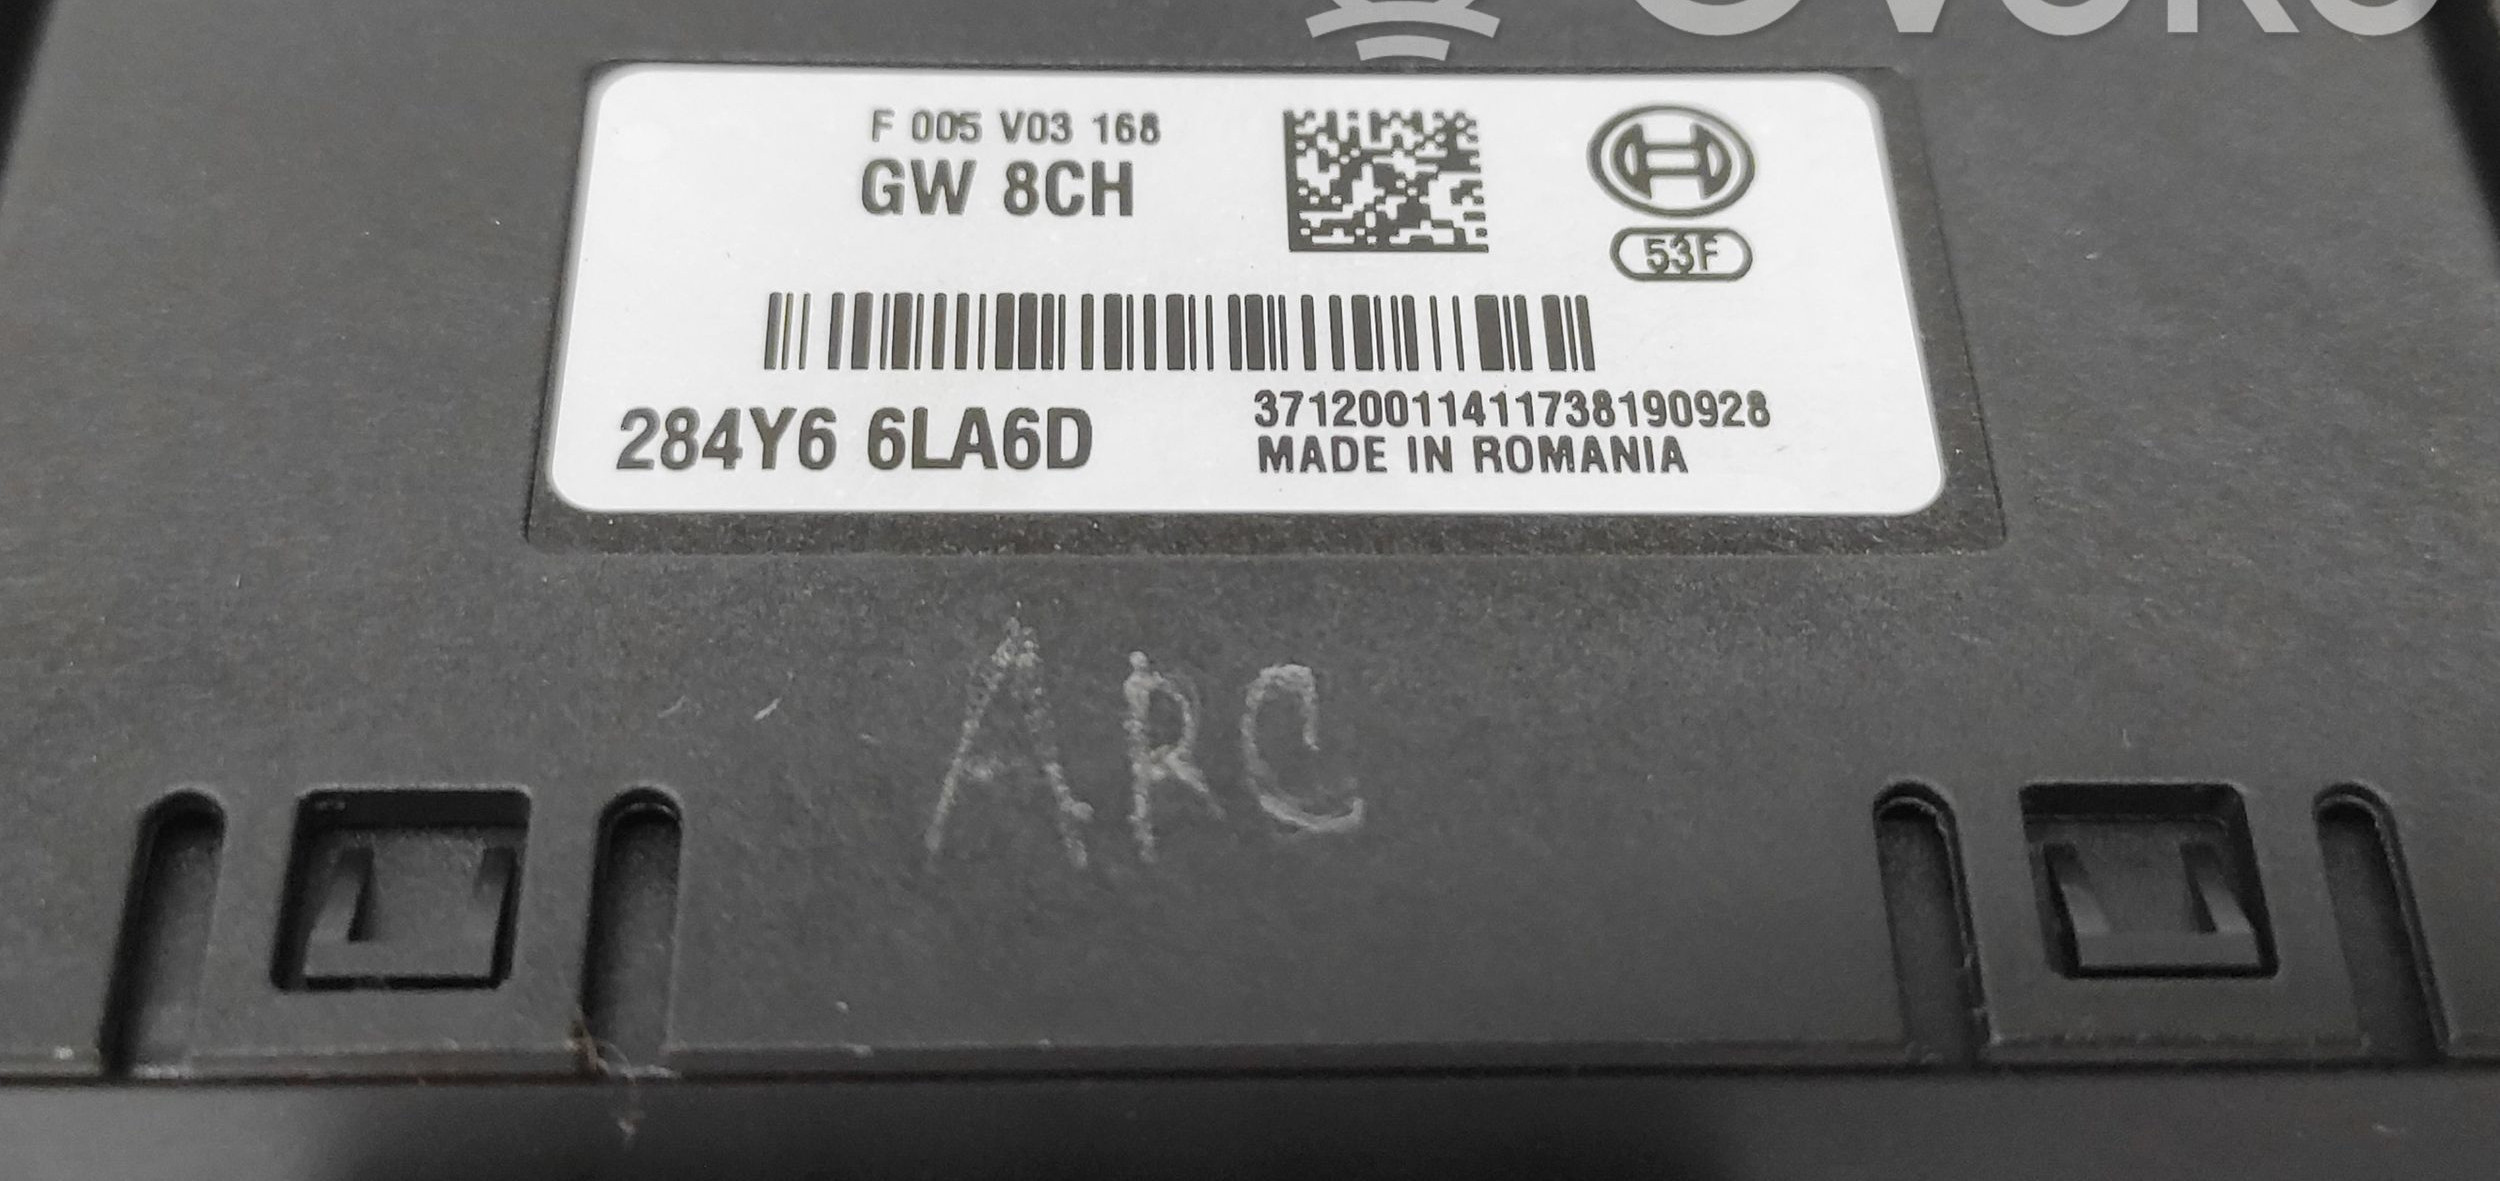 F 005 V03 168
GW 8CH
53F
284Y6 6LA6D
37120011411738190928
MADE IN ROMANIA
ARC